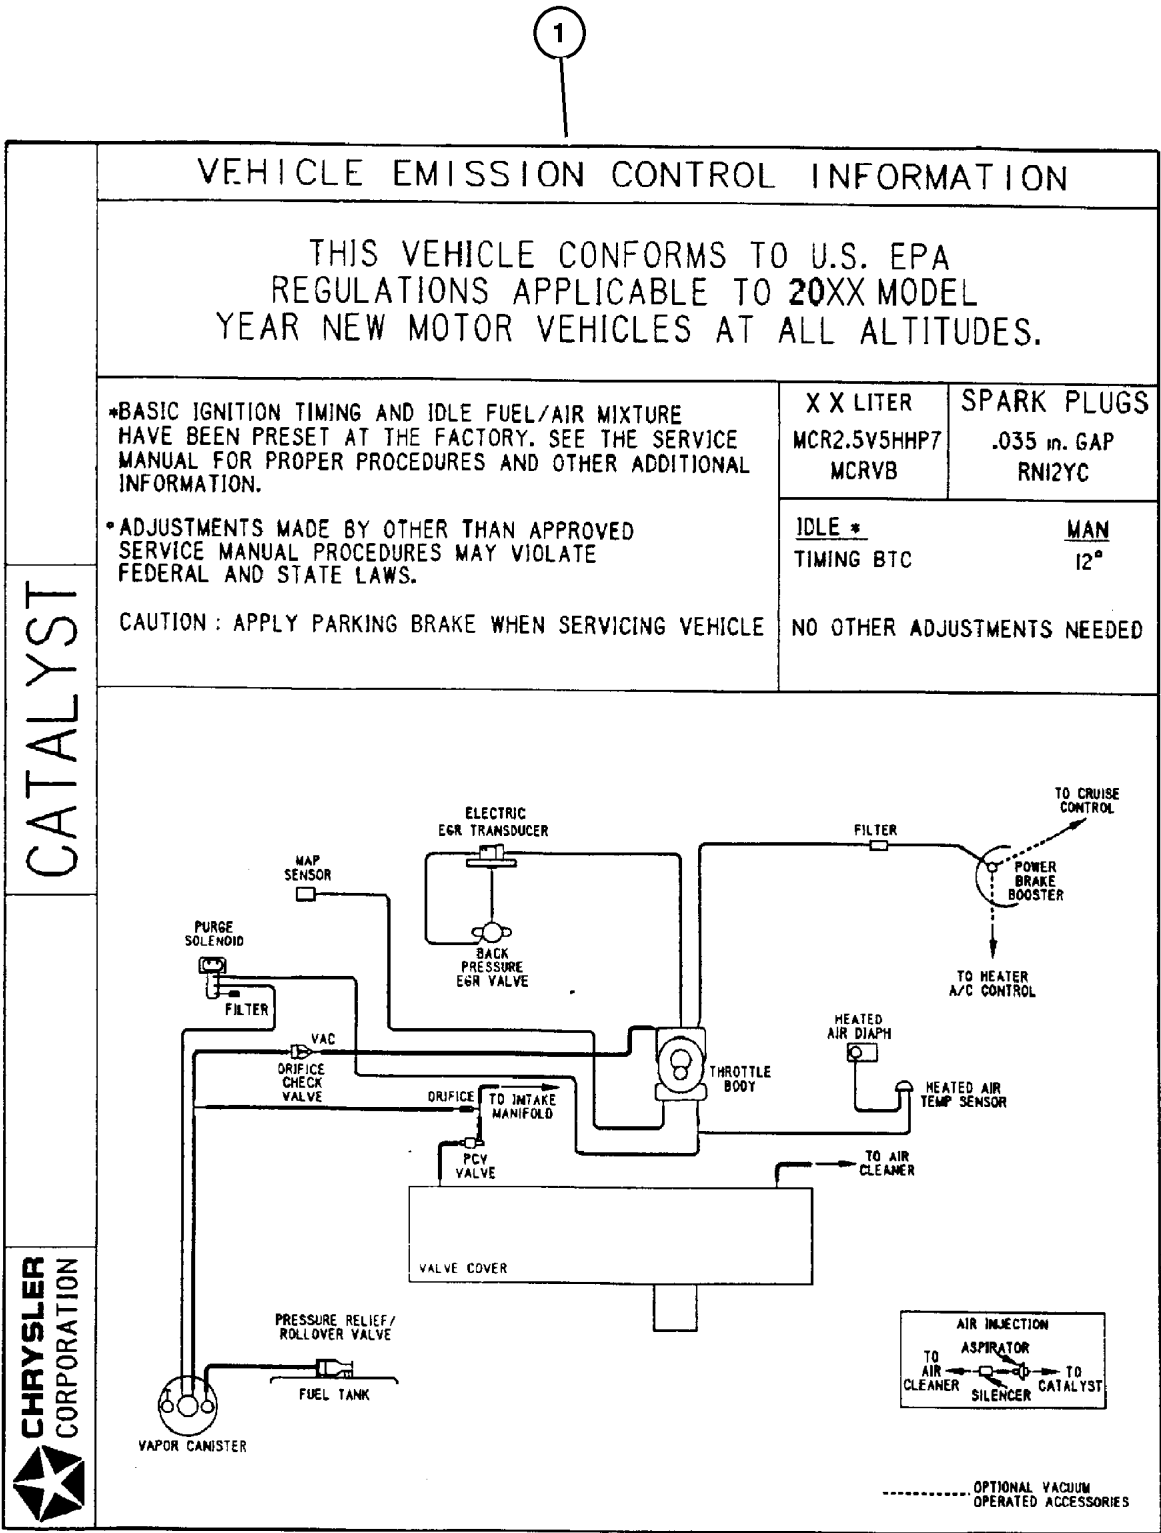 1
VEHICLE EMISSION CONTROL INFORMATION
THIS VEHICLE CONFORMS TO U.S. EPA
REGULATIONS APPLICABLE TO 20XX MODEL
YEAR NEW MOTOR VEHICLES AT ALL ALTITUDES.
*BASIC IGNITION TIMING AND IDLE FUEL/AIR MIXTURE
HAVE BEEN PRESET AT THE FACTORY. SEE THE SERVICE
MANUAL FOR PROPER PROCEDURES AND OTHER ADDITIONAL
INFORMATION.
*ADJUSTMENTS MADE BY OTHER THAN APPROVED
SERVICE MANUAL PROCEDURES MAY VIOLATE
FEDERAL AND STATE LAWS.
CAUTION : APPLY PARKING BRAKE WHEN SERVICING VEHICLE
X X LITER
MCR2.5V5HHP7
MCRVB
SPARK PLUGS
.035 in. GAP
RN12YC
IDLE * MAN
TIMING BTC 12°
NO OTHER ADJUSTMENTS NEEDED
CATALYST
CHRYSLER
CORPORATION
TO CRUISE
CONTROL
ELECTRIC
EGR TRANSDUCER
FILTER
MAP
SENSOR
POWER
BRAKE
BOOSTER
PURGE
SOLENOID
BACK
PRESSURE
EGR VALVE
TO HEATER
A/C CONTROL
FILTER
HEATED
AIR DIAPH
VAC
ORIFICE
CHECK
VALVE
THROTTLE
BODY
ORIFICE
TO INTAKE
MANIFOLD
HEATED AIR
TEMP SENSOR
PCV
VALVE
TO AIR
CLEANER
VALVE COVER
PRESSURE RELIEF/
ROLLOVER VALVE
FUEL TANK
T
VAPOR CANISTER
AIR INJECTION
ASPIRATOR
TO
AIR
CLEANER
SILENCER
TO
CATALYST
OPTIONAL VACUUM
OPERATED ACCESSORIES